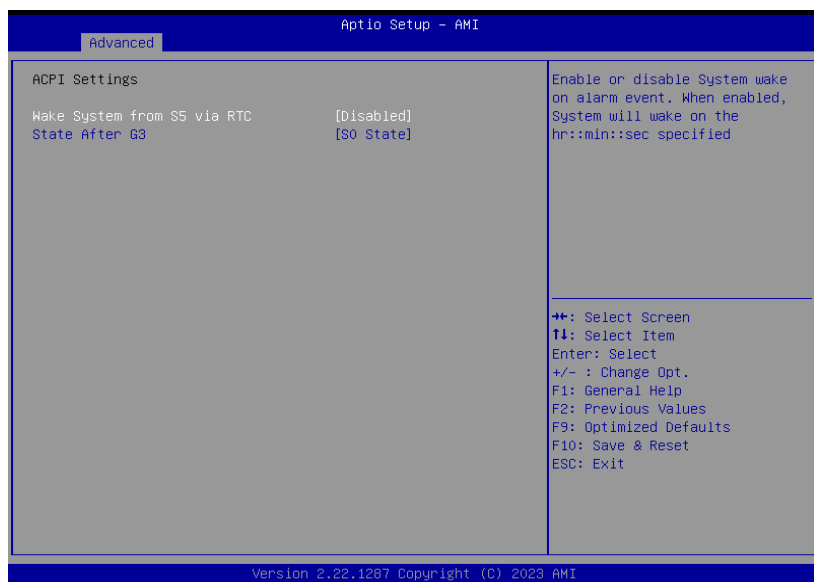 Aptio Setup – AMI
Advanced
ACPI Settings
Wake System from S5 via RTC [Disabled]
State After G3 [S0 State]
Enable or disable System wake
on alarm event. When enabled,
System will wake on the
hr::min::sec specified
→←: Select Screen
↑↓: Select Item
Enter: Select
+/- : Change Opt.
F1: General Help
F2: Previous Values
F9: Optimized Defaults
F10: Save & Reset
ESC: Exit
Version 2.22.1287 Copyright (C) 2023 AMI